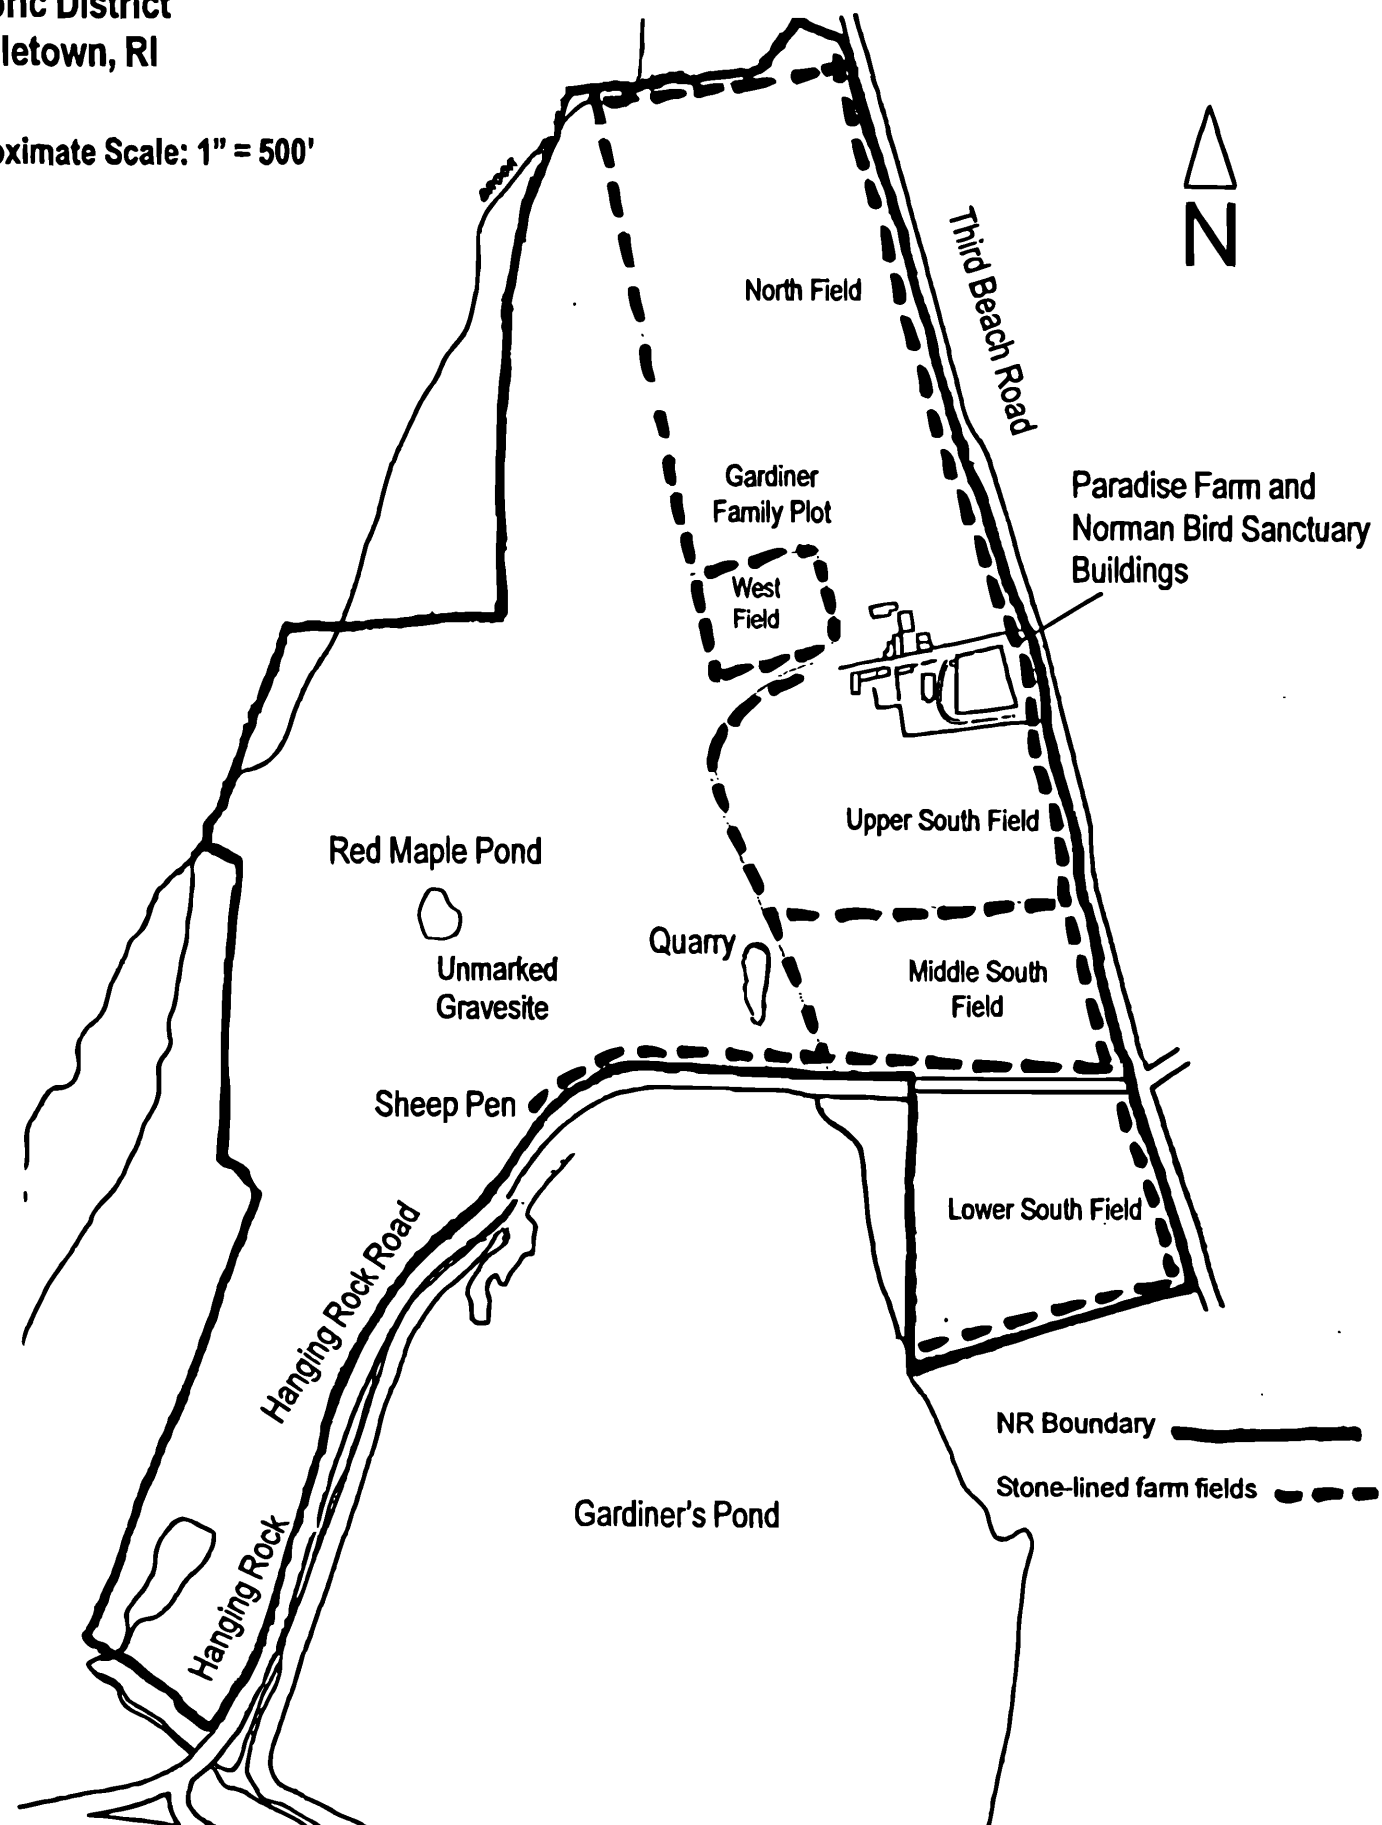 letown, RI
oximate Scale: 1" = 500'
N
Third Beach Road
North Field
Gardiner
Family Plot
Paradise Farm and
Norman Bird Sanctuary
Buildings
West
Field
Upper South Field
Red Maple Pond
Quarry
Unmarked
Gravesite
Middle South
Field
Sheep Pen
Lower South Field
Hanging Rock Road
NR Boundary
Stone-lined farm fields
Gardiner's Pond
Hanging Rock